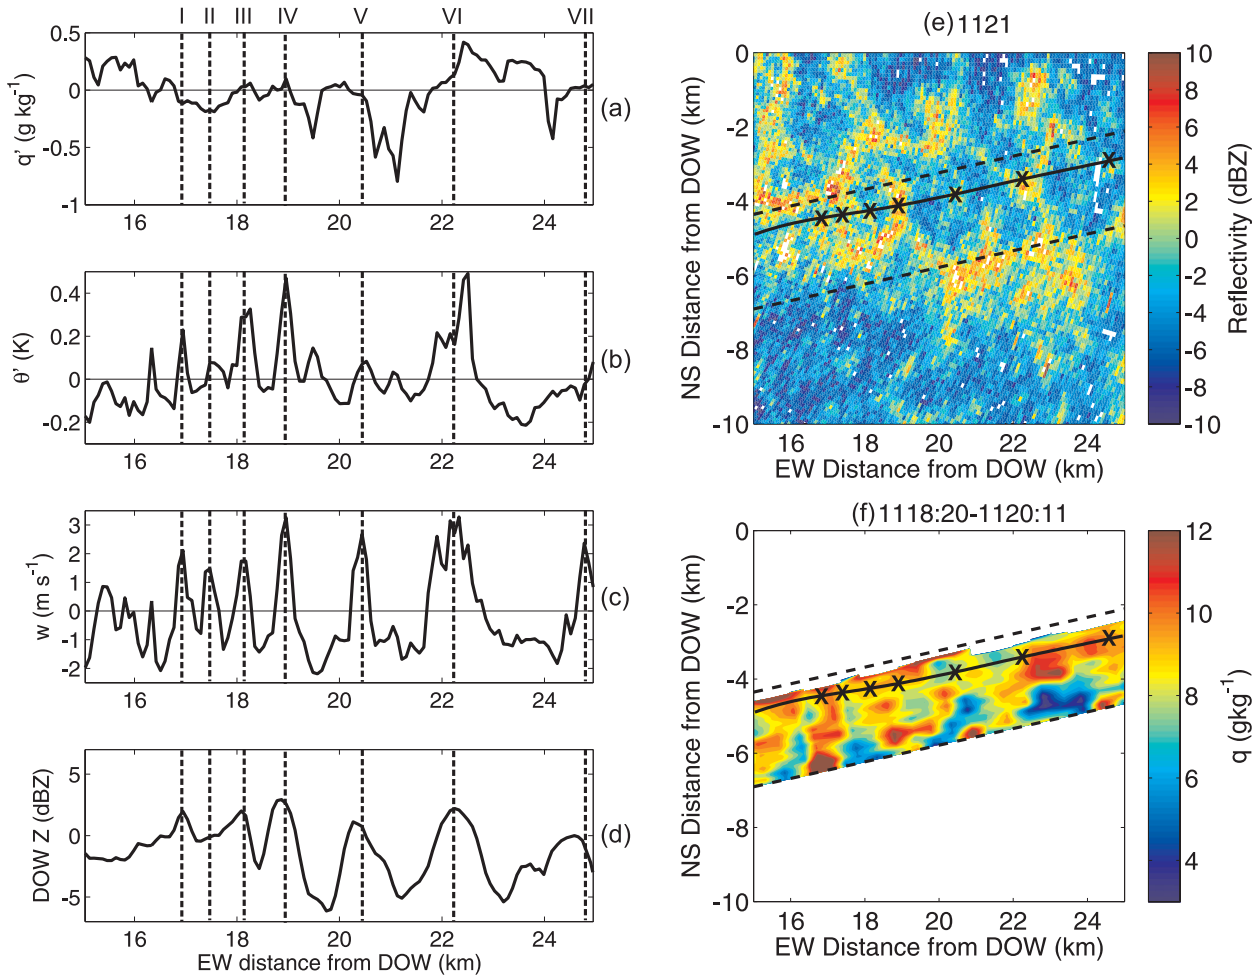 I II III IV V VI VII
0.5
0
-0.5
-1
q' (g kg⁻¹)
16 18 20 22 24
(a)
0.4
0.2
0
-0.2
θ' (K)
16 18 20 22 24
(b)
3
2
1
0
-1
-2
w (m s⁻¹)
16 18 20 22 24
(c)
5
0
-5
DOW Z (dBZ)
16 18 20 22 24
(d)
EW distance from DOW (km)
(e) 1121
0
-2
-4
-6
-8
-10
NS Distance from DOW (km)
X X X X X X X
16 18 20 22 24
EW Distance from DOW (km)
10
8
6
4
2
0
-2
-4
-6
-8
-10
Reflectivity (dBZ)
(f) 1118:20-1120:11
0
-2
-4
-6
-8
-10
NS Distance from DOW (km)
X X X X X X X
16 18 20 22 24
EW Distance from DOW (km)
12
10
8
6
4
q (gkg⁻¹)